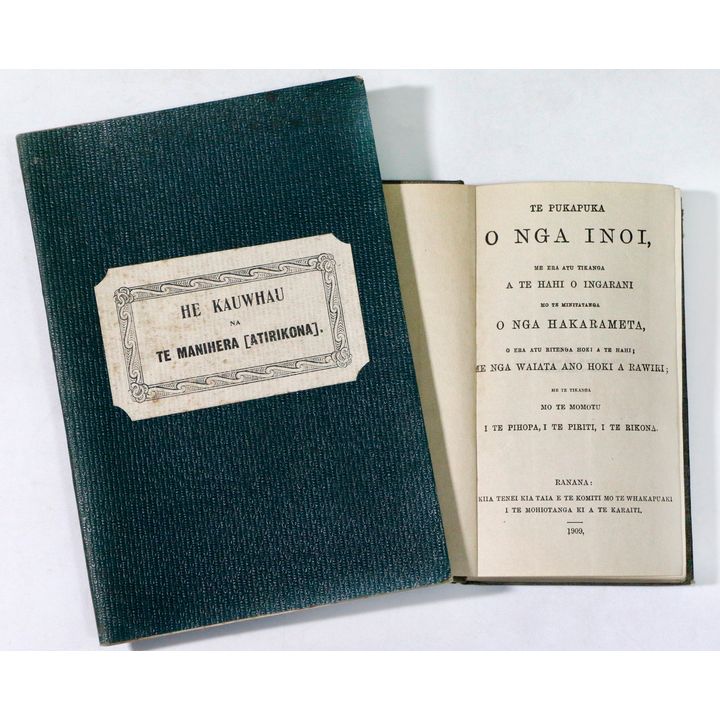 HE KAUWHAU
NA
TE MANIHERA [ATIRIKONA].
TE PUKAPUKA
O NGA INOI,
ME ERA ATU TIKANGA
A TE HAHI O INGARANI
MO TE MINITATANGA
O NGA HAKARAMETA,
O ERA ATU RITENGA HOKI A TE HAHI;
ME NGA WAIATA ANO HOKI A RAWIRI;
ME TE TIKANGA
MO TE MOMOTU
I TE PIHOPA, I TE PIRITI, I TE RIKONA.
RANANA:
KIIA TENEI KIA TAIA E TE KOMITI MO TE WHAKAPUAKI
I TE MOHIOTANGA KI A TE KARAITI,
1909,